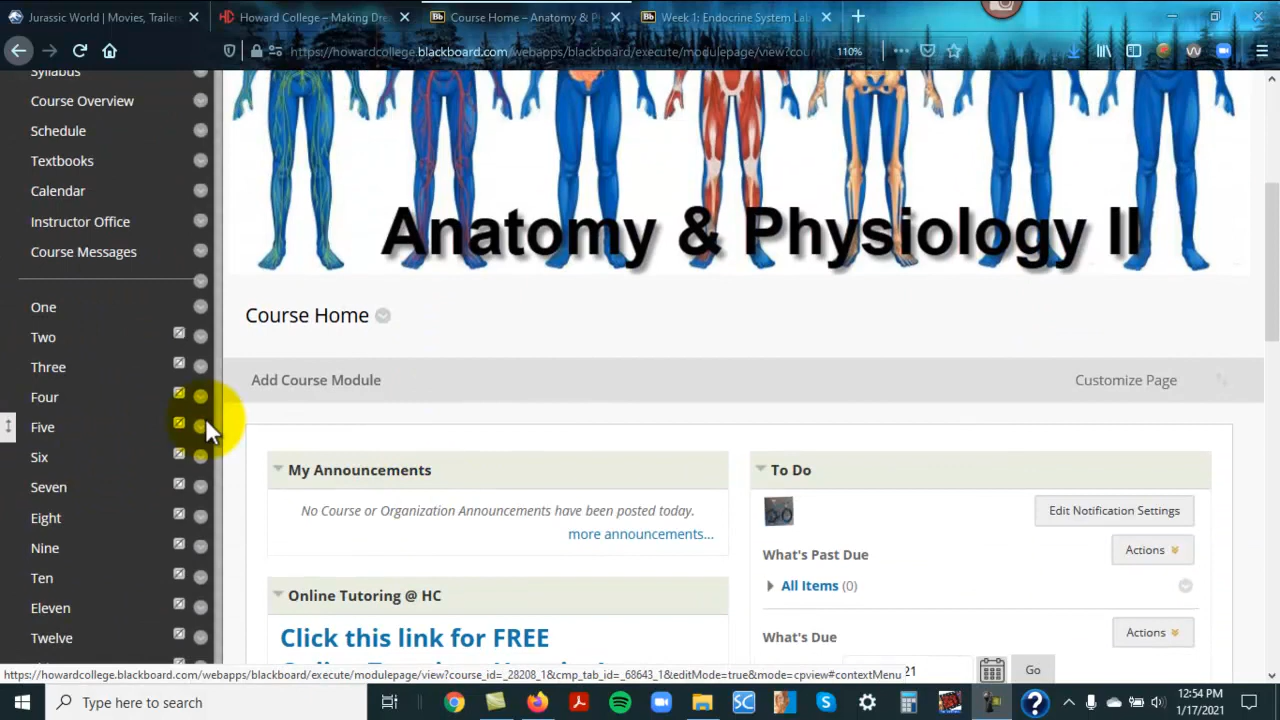 Jurassic World | Movies, Trailer
Howard College – Making Dre
Course Home – Anatomy & P
Week 1: Endocrine System Lab
https://howardcollege.blackboard.com/webapps/blackboard/execute/modulepage/view?cour
110%
Syllabus
Course Overview
Schedule
Textbooks
Calendar
Instructor Office
Course Messages
One
Two
Three
Four
Five
Six
Seven
Eight
Nine
Ten
Eleven
Twelve
Anatomy & Physiology II
Course Home
Add Course Module
Customize Page
My Announcements
No Course or Organization Announcements have been posted today.
more announcements...
Online Tutoring @ HC
Click this link for FREE
To Do
Edit Notification Settings
What's Past Due
Actions
All Items (0)
What's Due
Actions
21
Go
https://howardcollege.blackboard.com/webapps/blackboard/execute/modulepage/view?course_id=_28208_1&cmp_tab_id=_68643_1&editMode=true&mode=cpview#contextMenu
Type here to search
12:54 PM
1/17/2021